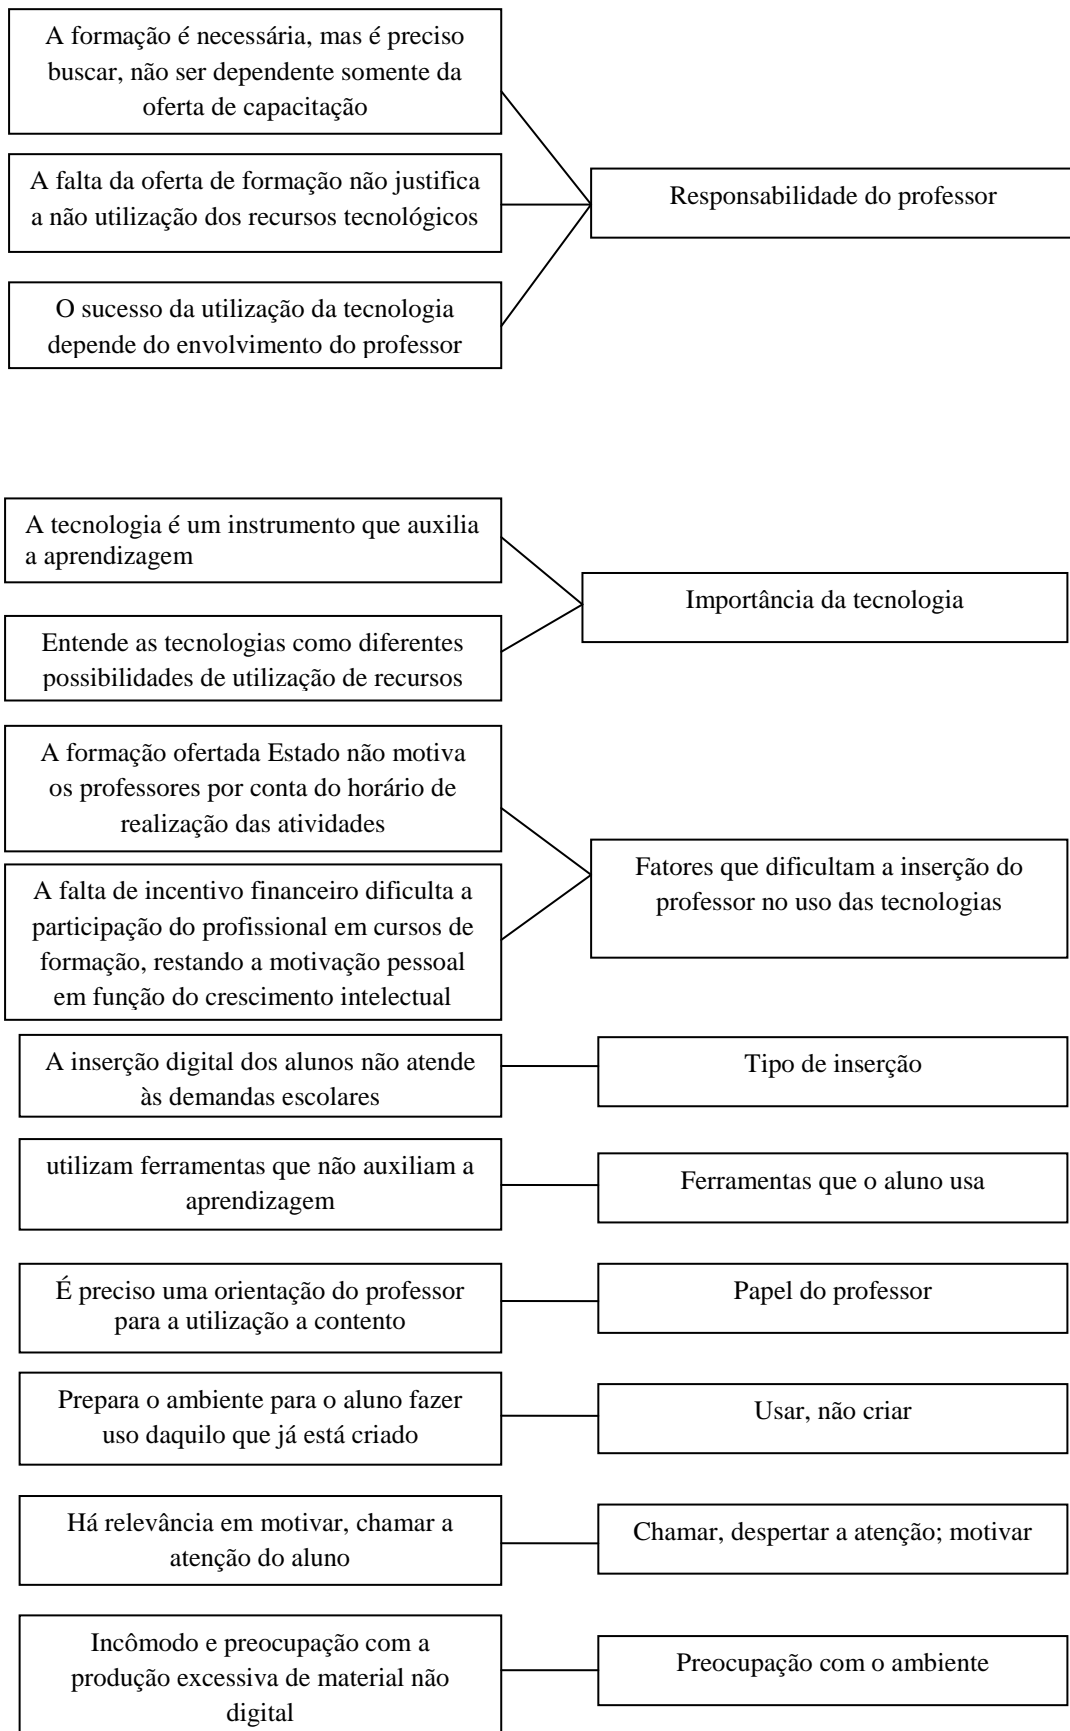 A formação é necessária, mas é preciso
buscar, não ser dependente somente da
oferta de capacitação
A falta da oferta de formação não justifica
a não utilização dos recursos tecnológicos
O sucesso da utilização da tecnologia
depende do envolvimento do professor
Responsabilidade do professor
A tecnologia é um instrumento que auxilia
a aprendizagem
Entende as tecnologias como diferentes
possibilidades de utilização de recursos
Importância da tecnologia
A formação ofertada Estado não motiva
os professores por conta do horário de
realização das atividades
A falta de incentivo financeiro dificulta a
participação do profissional em cursos de
formação, restando a motivação pessoal
em função do crescimento intelectual
Fatores que dificultam a inserção do
professor no uso das tecnologias
A inserção digital dos alunos não atende
às demandas escolares
Tipo de inserção
utilizam ferramentas que não auxiliam a
aprendizagem
Ferramentas que o aluno usa
É preciso uma orientação do professor
para a utilização a contento
Papel do professor
Prepara o ambiente para o aluno fazer
uso daquilo que já está criado
Usar, não criar
Há relevância em motivar, chamar a
atenção do aluno
Chamar, despertar a atenção; motivar
Incômodo e preocupação com a
produção excessiva de material não
digital
Preocupação com o ambiente